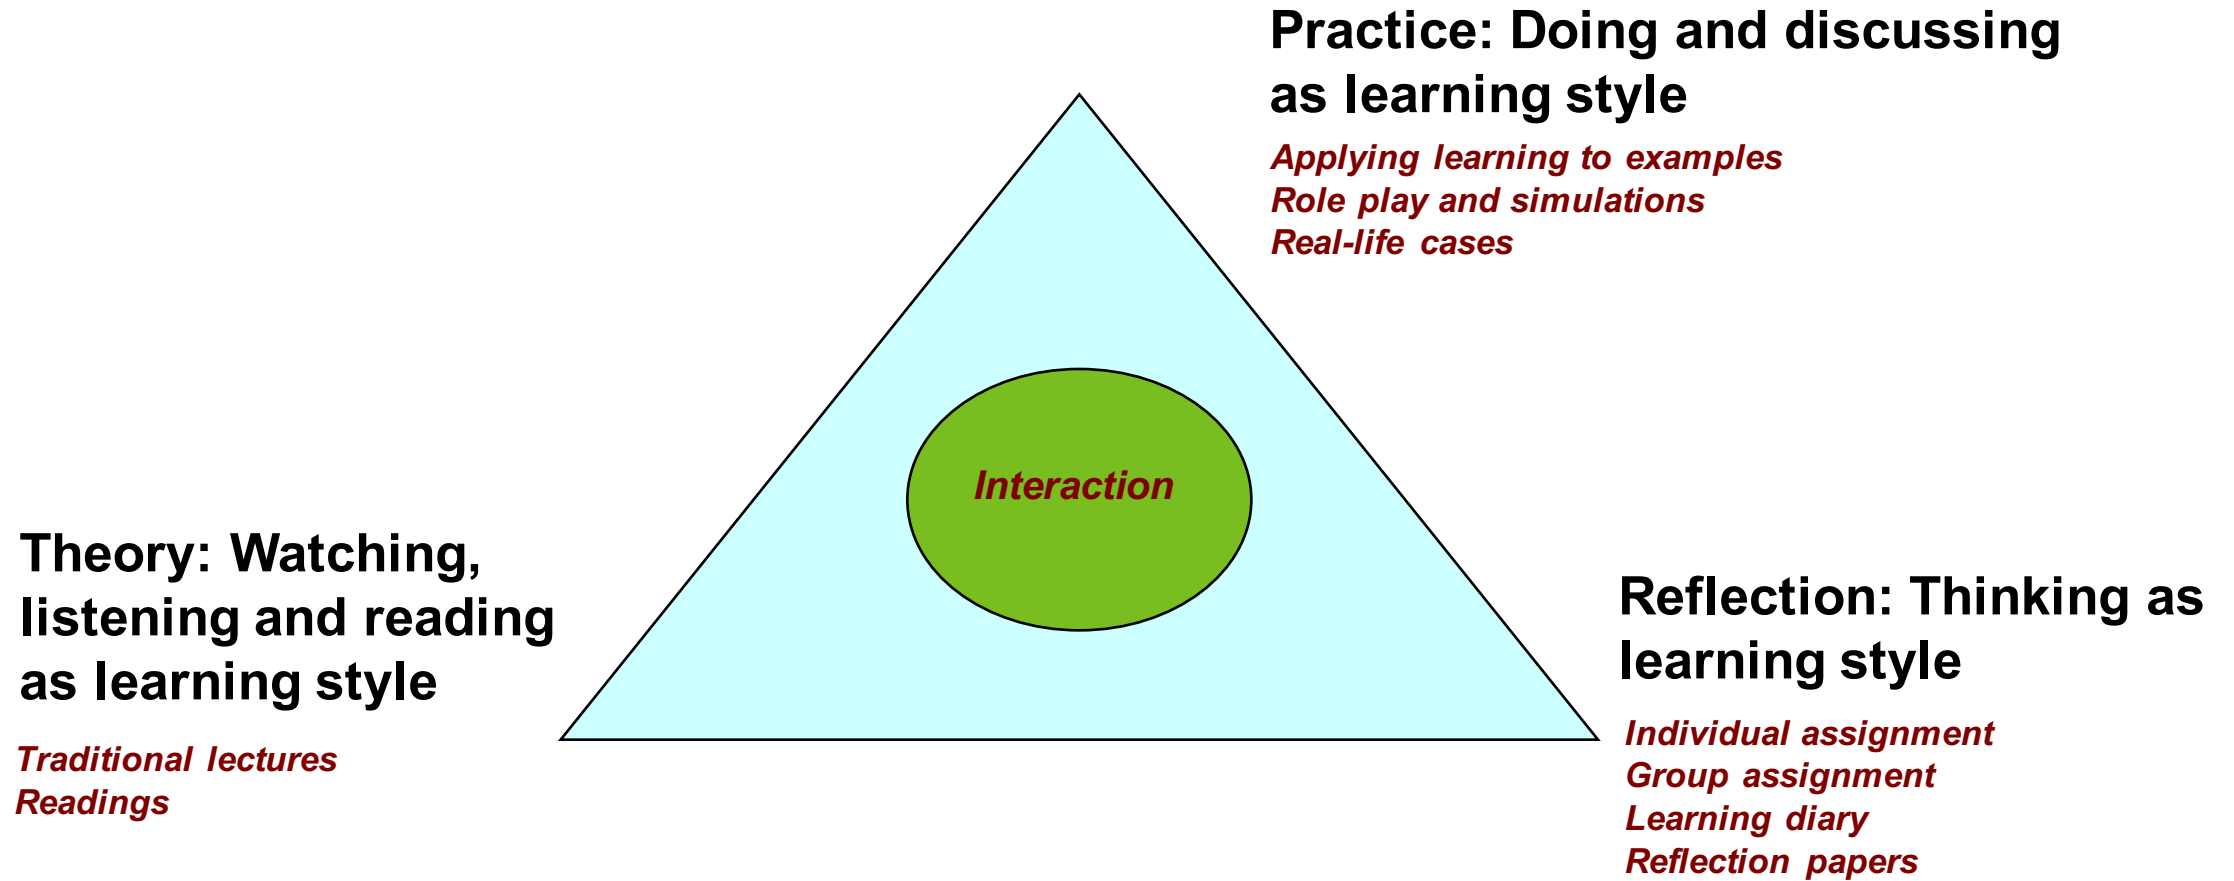 Practice: Doing and discussing
as learning style
Applying learning to examples
Role play and simulations
Real-life cases
Interaction
Theory: Watching,
listening and reading
as learning style
Traditional lectures
Readings
Reflection: Thinking as
learning style
Individual assignment
Group assignment
Learning diary
Reflection papers